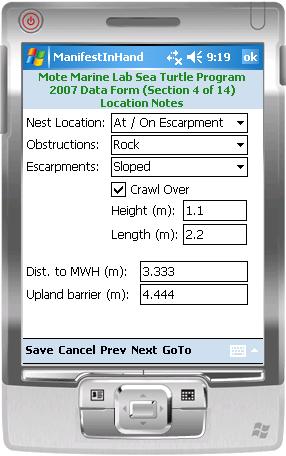 ManifestInHand 9:19 ok
Mote Marine Lab Sea Turtle Program
2007 Data Form (Section 4 of 14)
Location Notes
Nest Location: At / On Escarpment
Obstructions: Rock
Escarpments: Sloped
Crawl Over
Height (m): 1.1
Length (m): 2.2
Dist. to MWH (m): 3.333
Upland barrier (m): 4.444
Save Cancel Prev Next GoTo